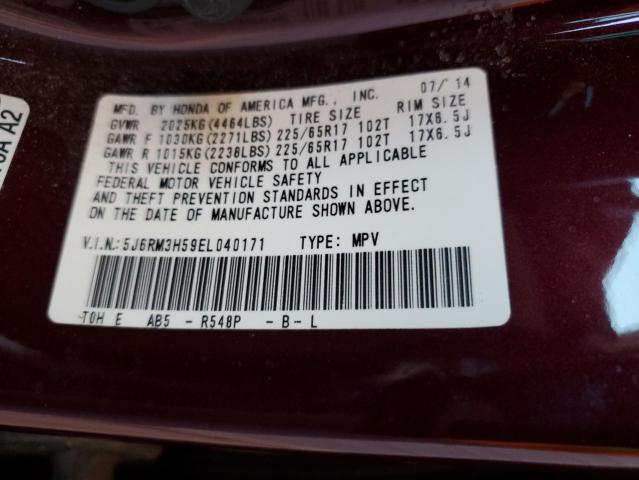 MFD. BY HONDA OF AMERICA MFG., INC. 07/'14
GVWR 2025KG(4464LBS) TIRE SIZE RIM SIZE
GAWR F 1030KG(2271LBS) 225/65R17 102T 17X6.5J
GAWR R 1015KG(2238LBS) 225/65R17 102T 17X6.5J
THIS VEHICLE CONFORMS TO ALL APPLICABLE
FEDERAL MOTOR VEHICLE SAFETY
AND THEFT PREVENTION STANDARDS IN EFFECT
ON THE DATE OF MANUFACTURE SHOWN ABOVE.
V.I.N.: 5J6RM3H59EL040171 TYPE: MPV
TOH E AB5 - R548P - B - L
A2